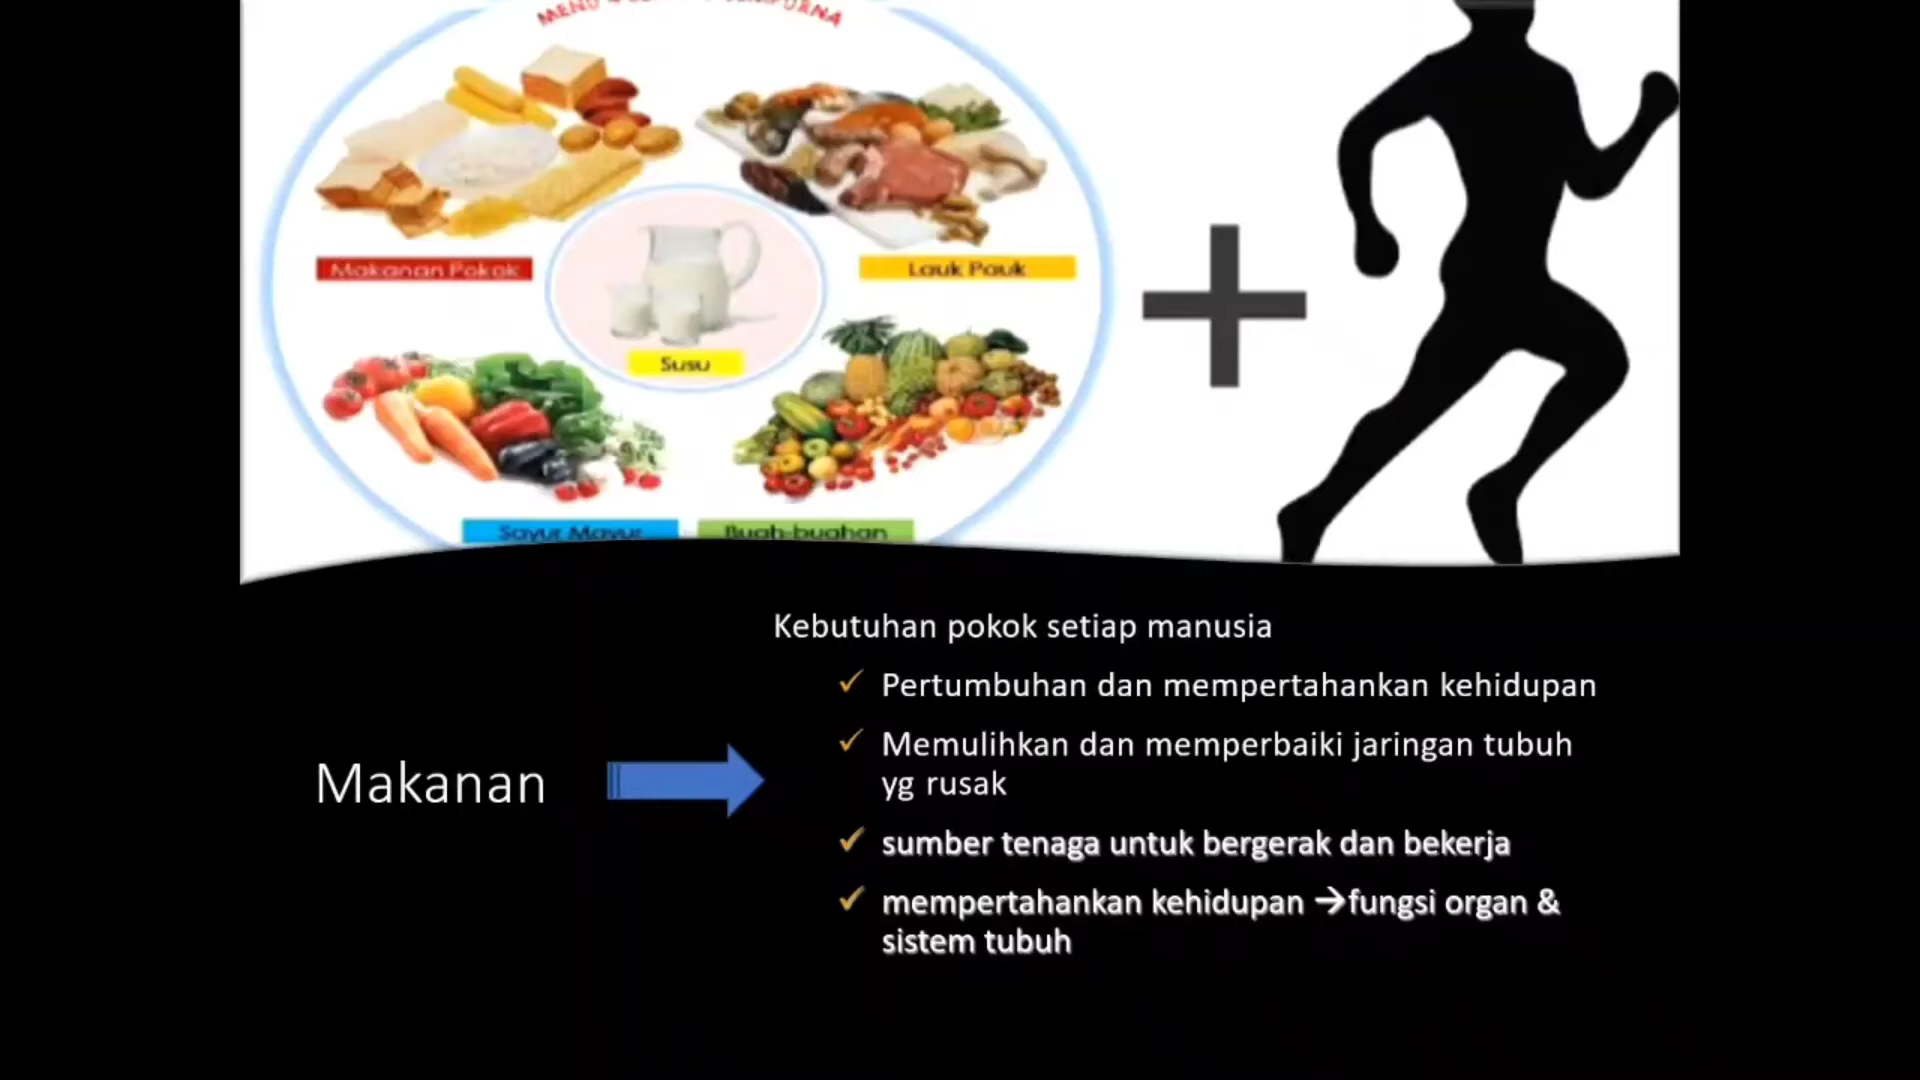 MENU
Makanan Pokok
Lauk Pauk
Susu
Sayur Mayur
Buah-buahan
Kebutuhan pokok setiap manusia
✓ Pertumbuhan dan mempertahankan kehidupan
✓ Memulihkan dan memperbaiki jaringan tubuh
yg rusak
Makanan
✓ sumber tenaga untuk bergerak dan bekerja
✓ mempertahankan kehidupan →fungsi organ &
sistem tubuh